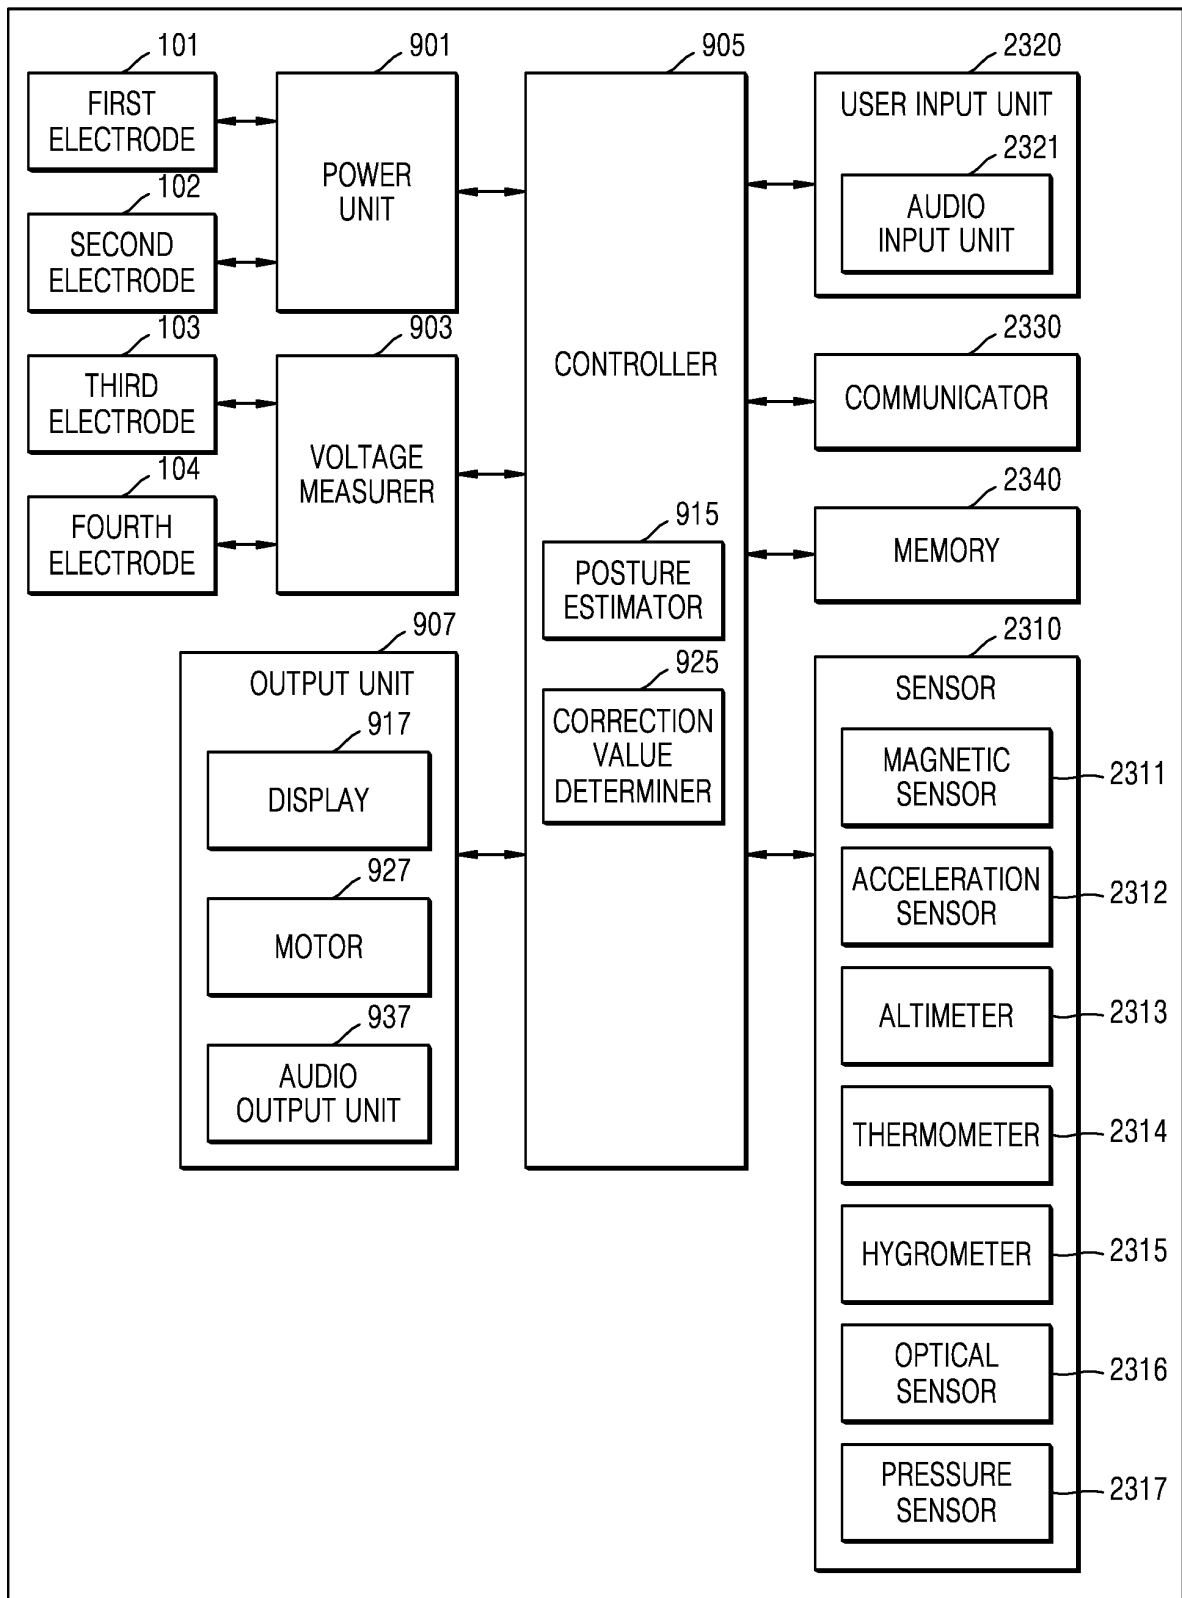 101
FIRST
ELECTRODE
102
SECOND
ELECTRODE
103
THIRD
ELECTRODE
104
FOURTH
ELECTRODE
901
POWER
UNIT
903
VOLTAGE
MEASURER
907
OUTPUT UNIT
917
DISPLAY
927
MOTOR
937
AUDIO
OUTPUT UNIT
905
CONTROLLER
915
POSTURE
ESTIMATOR
925
CORRECTION
VALUE
DETERMINER
2320
USER INPUT UNIT
2321
AUDIO
INPUT UNIT
2330
COMMUNICATOR
2340
MEMORY
2310
SENSOR
MAGNETIC
SENSOR
2311
ACCELERATION
SENSOR
2312
ALTIMETER
2313
THERMOMETER
2314
HYGROMETER
2315
OPTICAL
SENSOR
2316
PRESSURE
SENSOR
2317